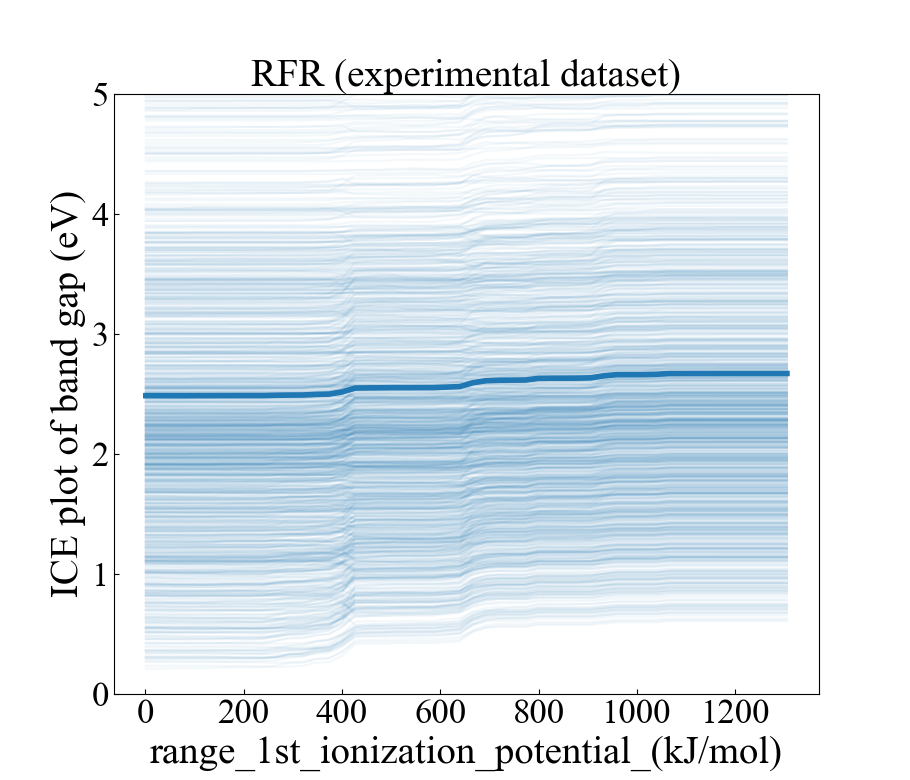 RFR (experimental dataset)
ICE plot of band gap (eV)
5
4
3
2
1
0
0 200 400 600 800 1000 1200
range_1st_ionization_potential_(kJ/mol)